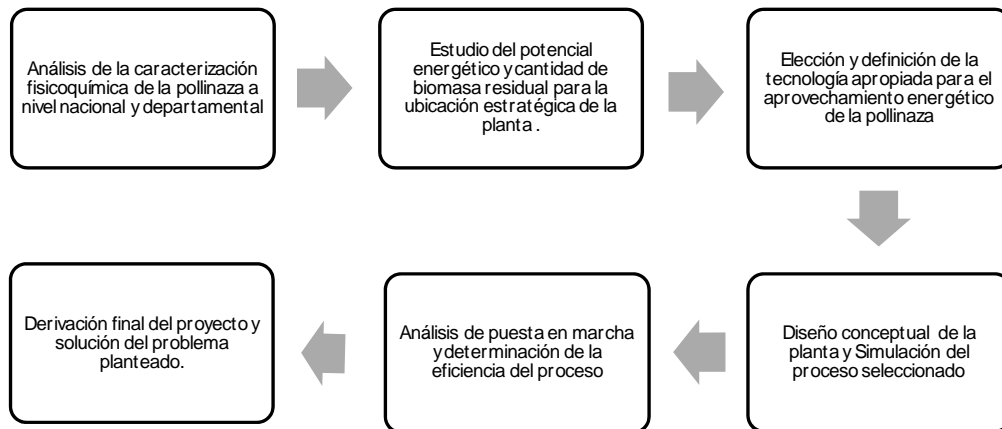 Análisis de la caracterización
fisicoquímica de la pollinaza a
nivel nacional y departamental
Estudio del potencial
energético y cantidad de
biomasa residual para la
ubicación estratégica de la
planta .
Elección y definición de la
tecnología apropiada para el
aprovechamiento energético
de la pollinaza
Diseño conceptual de la
planta y Simulación del
proceso seleccionado
Análisis de puesta en marcha
y determinación de la
eficiencia del proceso
Derivación final del proyecto y
solución del problema
planteado.